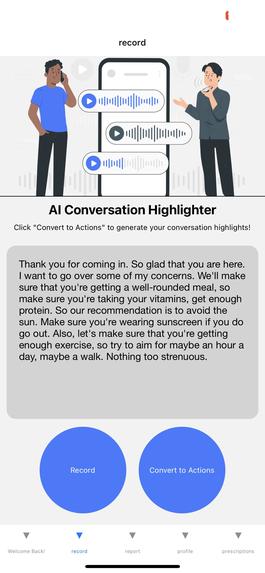 record
AI Conversation Highlighter
Click "Convert to Actions" to generate your conversation highlights!
Thank you for coming in. So glad that you are here.
I want to go over some of my concerns. We'll make
sure that you're getting a well-rounded meal, so
make sure you're taking your vitamins, get enough
protein. So our recommendation is to avoid the
sun. Make sure you're wearing sunscreen if you do
go out. Also, let's make sure that you're getting
enough exercise, so try to aim for maybe an hour a
day, maybe a walk. Nothing too strenuous.
Record
Convert to Actions
Welcome Back!
record
report
profile
prescriptions